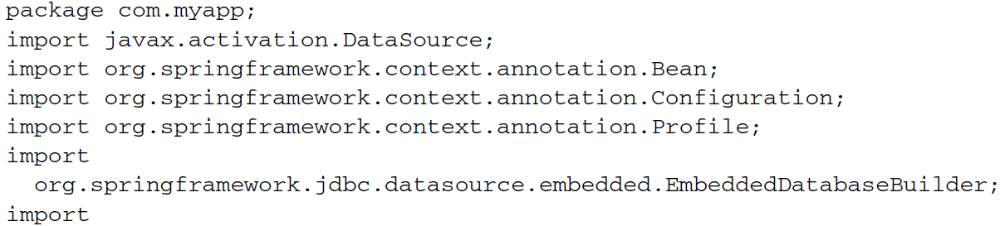 package com.myapp;
import javax.activation.DataSource;
import org.springframework.context.annotation.Bean;
import org.springframework.context.annotation.Configuration;
import org.springframework.context.annotation.Profile;
import
org.springframework.jdbc.datasource.embedded.EmbeddedDatabaseBuilder;
import